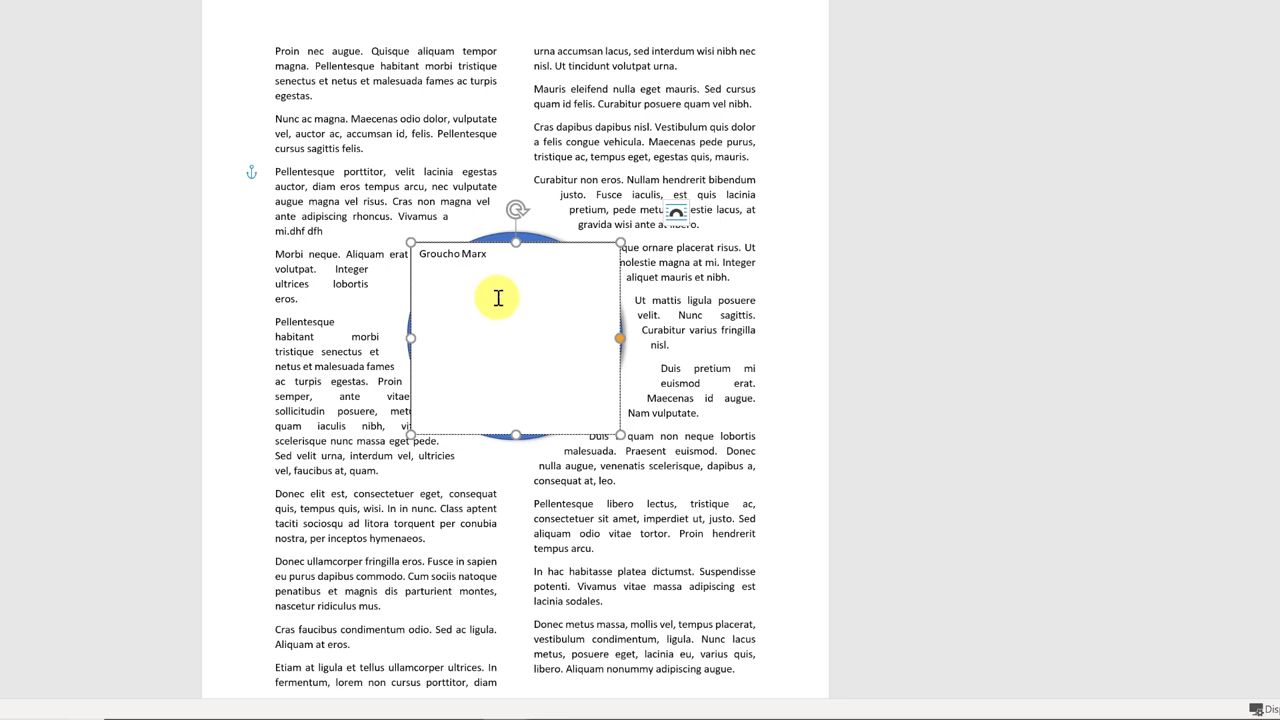 Proin nec augue. Quisque aliquam tempor
magna. Pellentesque habitant morbi tristique
senectus et netus et malesuada fames ac turpis
egestas.
Nunc ac magna. Maecenas odio dolor, vulputate
vel, auctor ac, accumsan id, felis. Pellentesque
cursus sagittis felis.
Pellentesque porttitor, velit lacinia egestas
auctor, diam eros tempus arcu, nec vulputate
augue magna vel risus. Cras non magna vel
ante adipiscing rhoncus. Vivamus a
mi.dhf dfh
Morbi neque. Aliquam erat
volutpat. Integer
ultrices lobortis
eros.
Pellentesque
habitant morbi
tristique senectus et
netus et malesuada fames
ac turpis egestas. Proin
semper, ante vitae
sollicitudin posuere,
quam iaculis nibh,
scelerisque nunc massa eget pede.
Sed velit urna, interdum vel, ultricies
vel, faucibus at, quam.
Donec elit est, consectetuer eget, consequat
quis, tempus quis, wisi. In in nunc. Class aptent
taciti sociosqu ad litora torquent per conubia
nostra, per inceptos hymenaeos.
Donec ullamcorper fringilla eros. Fusce in sapien
eu purus dapibus commodo. Cum sociis natoque
penatibus et magnis dis parturient montes,
nascetur ridiculus mus.
Cras faucibus condimentum odio. Sed ac ligula.
Aliquam at eros.
Etiam at ligula et tellus ullamcorper ultrices. In
fermentum, lorem non cursus porttitor, diam
Groucho Marx
urna accumsan lacus, sed interdum wisi nibh nec
nisl. Ut tincidunt volutpat urna.
Mauris eleifend nulla eget mauris. Sed cursus
quam id felis. Curabitur posuere quam vel nibh.
Cras dapibus dapibus nisl. Vestibulum quis dolor
a felis congue vehicula. Maecenas pede purus,
tristique ac, tempus eget, egestas quis, mauris.
Curabitur non eros. Nullam hendrerit bibendum
justo. Fusce iaculis, est quis lacinia
pretium, pede lacus, at
gravida wisi ante at libero.
ornare placerat risus. Ut
molestie magna at mi. Integer
aliquet mauris et nibh.
Ut mattis ligula posuere
velit. Nunc sagittis.
Curabitur varius fringilla
nisl.
Duis pretium mi
euismod erat.
Maecenas id augue.
Nam vulputate.
Duis quam non neque lobortis
malesuada. Praesent euismod. Donec
nulla augue, venenatis scelerisque, dapibus a,
consequat at, leo.
Pellentesque libero lectus, tristique ac,
consectetuer sit amet, imperdiet ut, justo. Sed
aliquam odio vitae tortor. Proin hendrerit
tempus arcu.
In hac habitasse platea dictumst. Suspendisse
potenti. Vivamus vitae massa adipiscing est
lacinia sodales.
Donec metus massa, mollis vel, tempus placerat,
vestibulum condimentum, ligula. Nunc lacus
metus, posuere eget, lacinia eu, varius quis,
libero. Aliquam nonummy adipiscing augue.